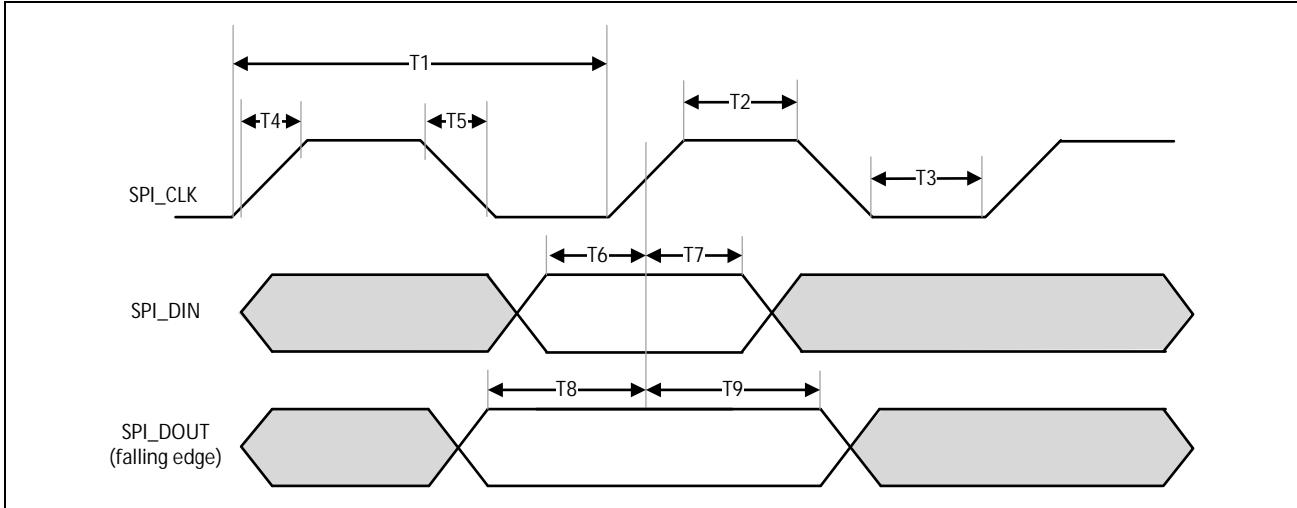 T1
T2
T4
T5
T3
SPI_CLK
T6
T7
SPI_DIN
T8
T9
SPI_DOUT
(falling edge)